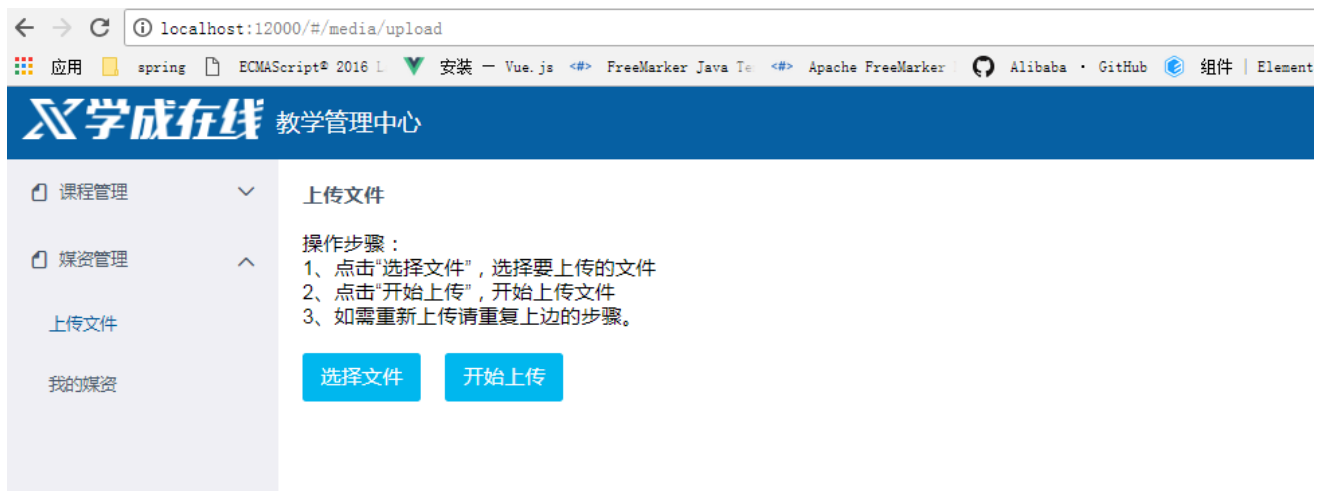 localhost:12000/#/media/upload
应用 spring ECMAScript® 2016 L 安装 — Vue.js <#> FreeMarker Java Te <#> Apache FreeMarker Alibaba · GitHub 组件 | Element
学成在线 教学管理中心
课程管理
媒资管理
上传文件
我的媒资
上传文件
操作步骤：
1、点击“选择文件”，选择要上传的文件
2、点击“开始上传”，开始上传文件
3、如需重新上传请重复上边的步骤。
选择文件 开始上传